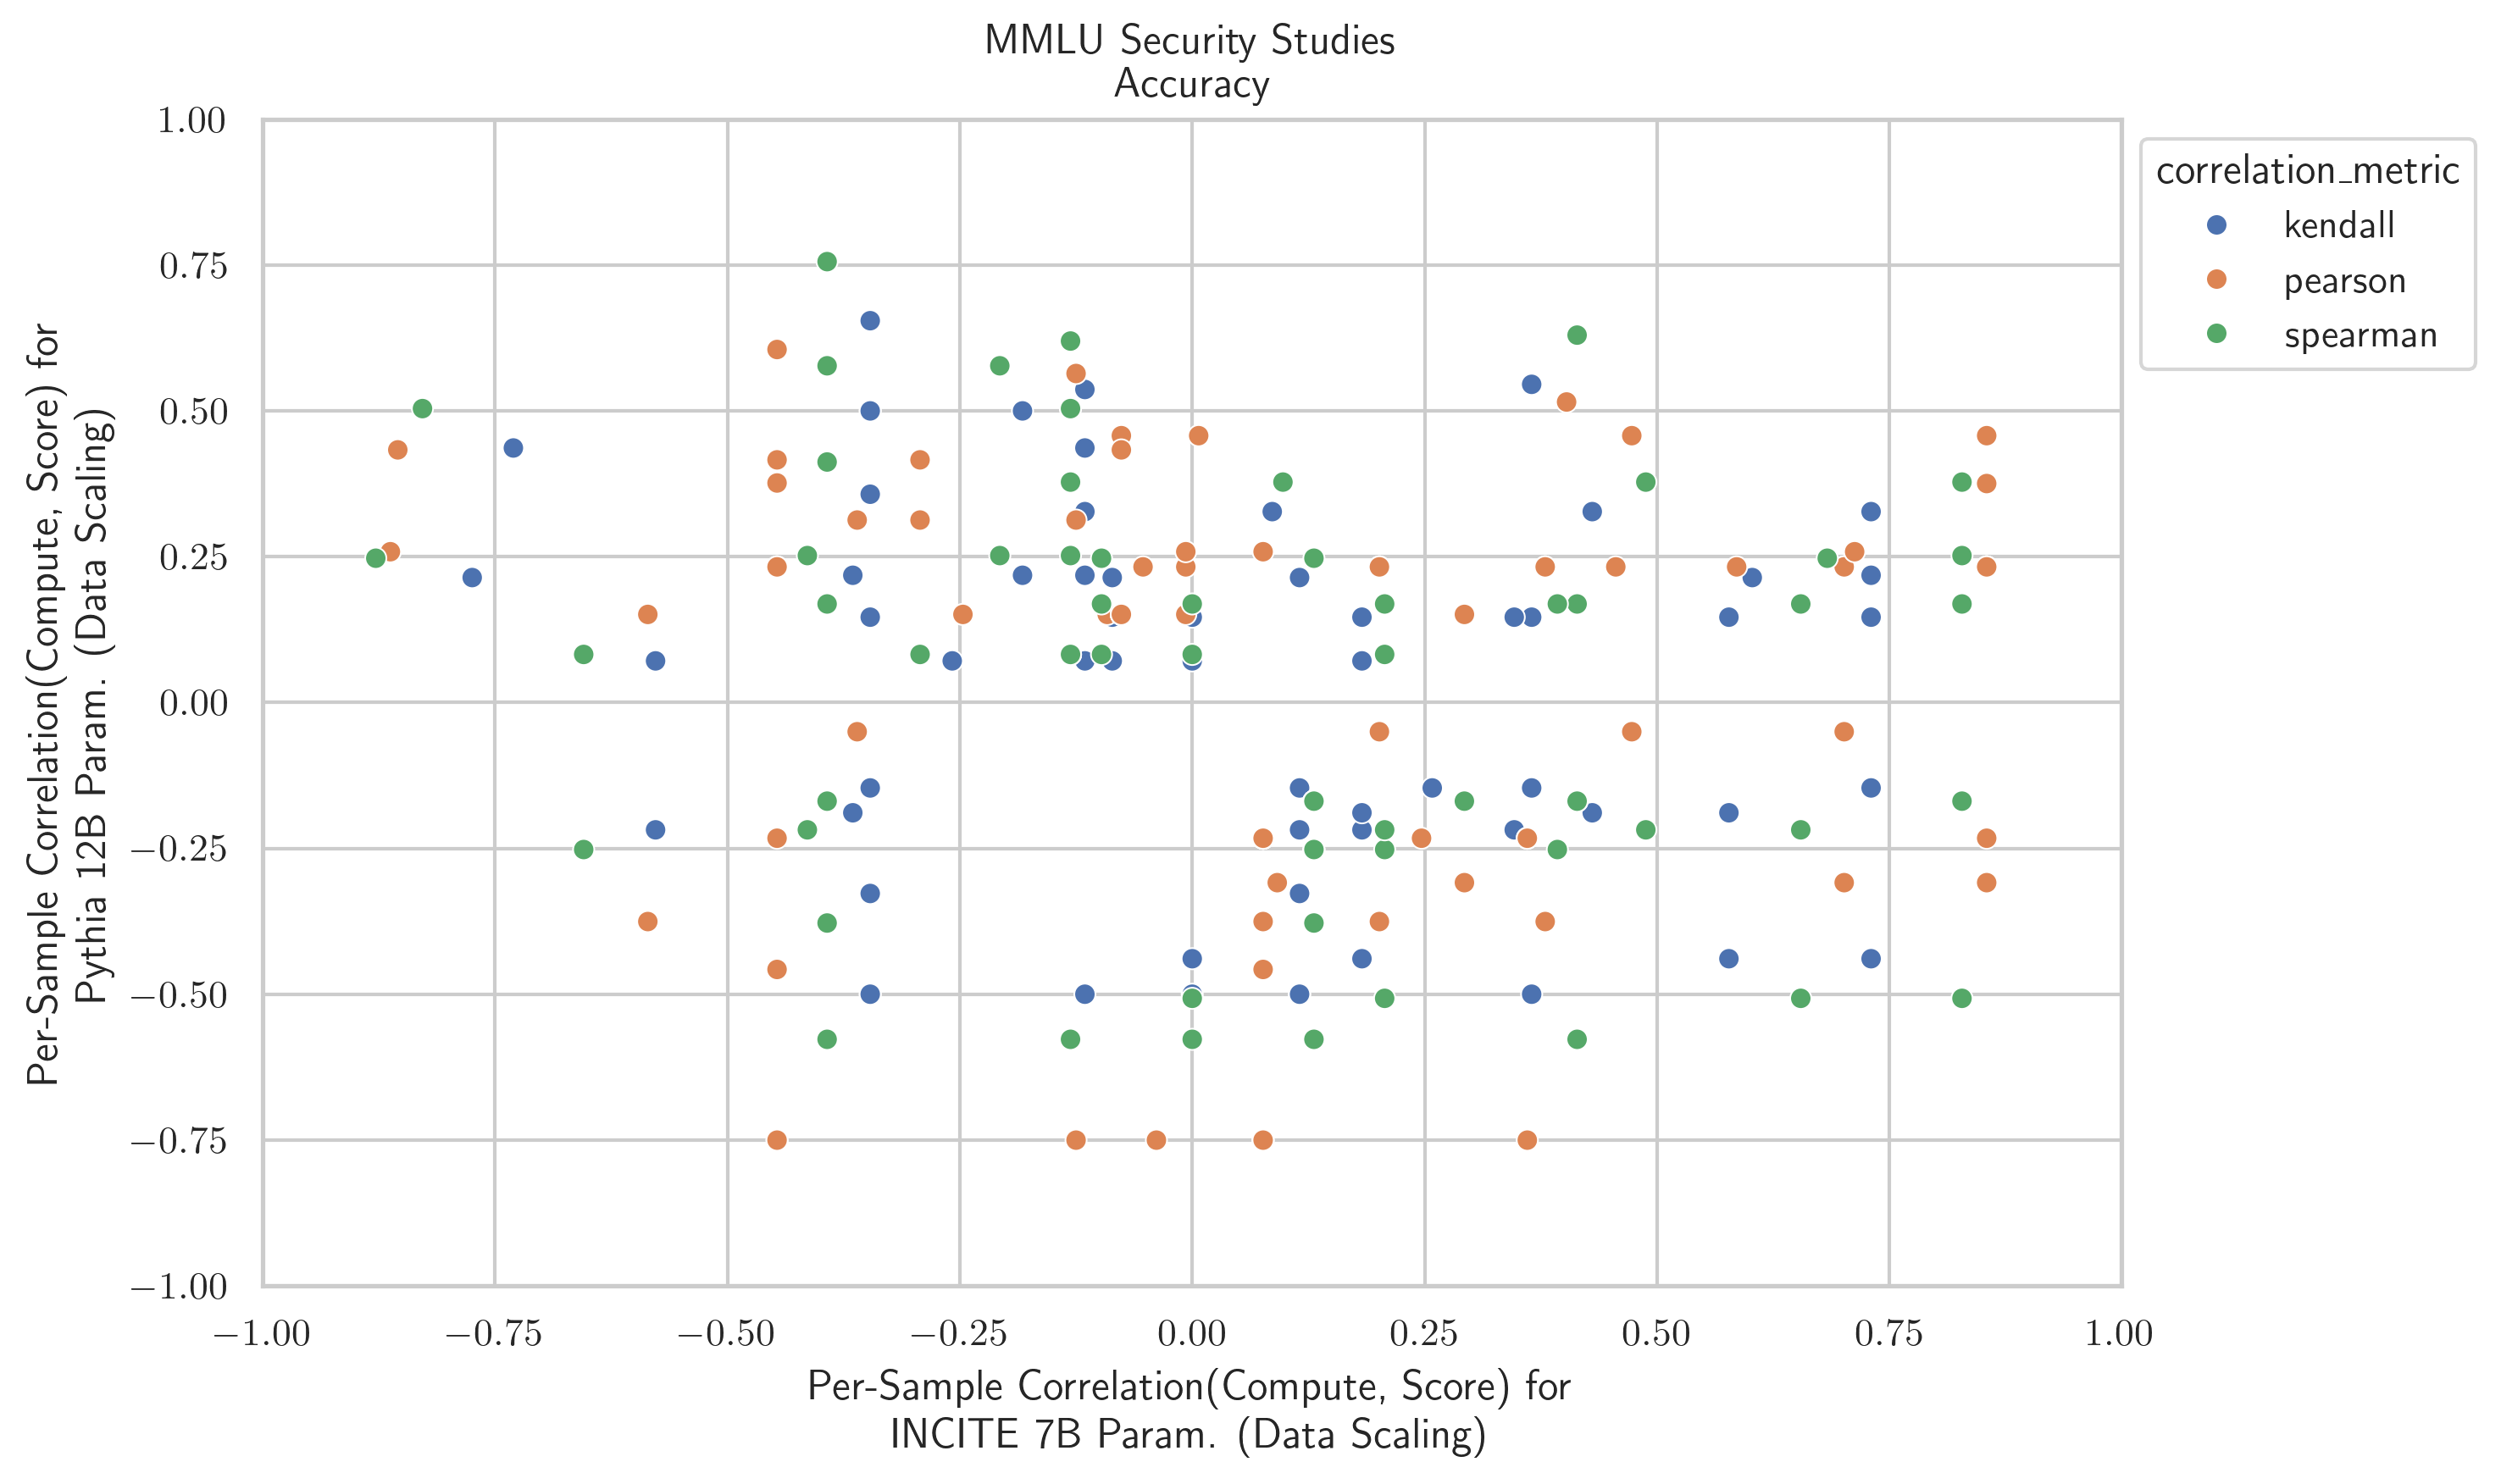 MMLU Security Studies
Accuracy
Per-Sample Correlation(Compute, Score) for
Pythia 12B Param. (Data Scaling)
1.00
0.75
0.50
0.25
0.00
−0.25
−0.50
−0.75
−1.00
−1.00
−0.75
−0.50
−0.25
0.00
0.25
0.50
0.75
1.00
Per-Sample Correlation(Compute, Score) for
INCITE 7B Param. (Data Scaling)
correlation_metric
kendall
pearson
spearman